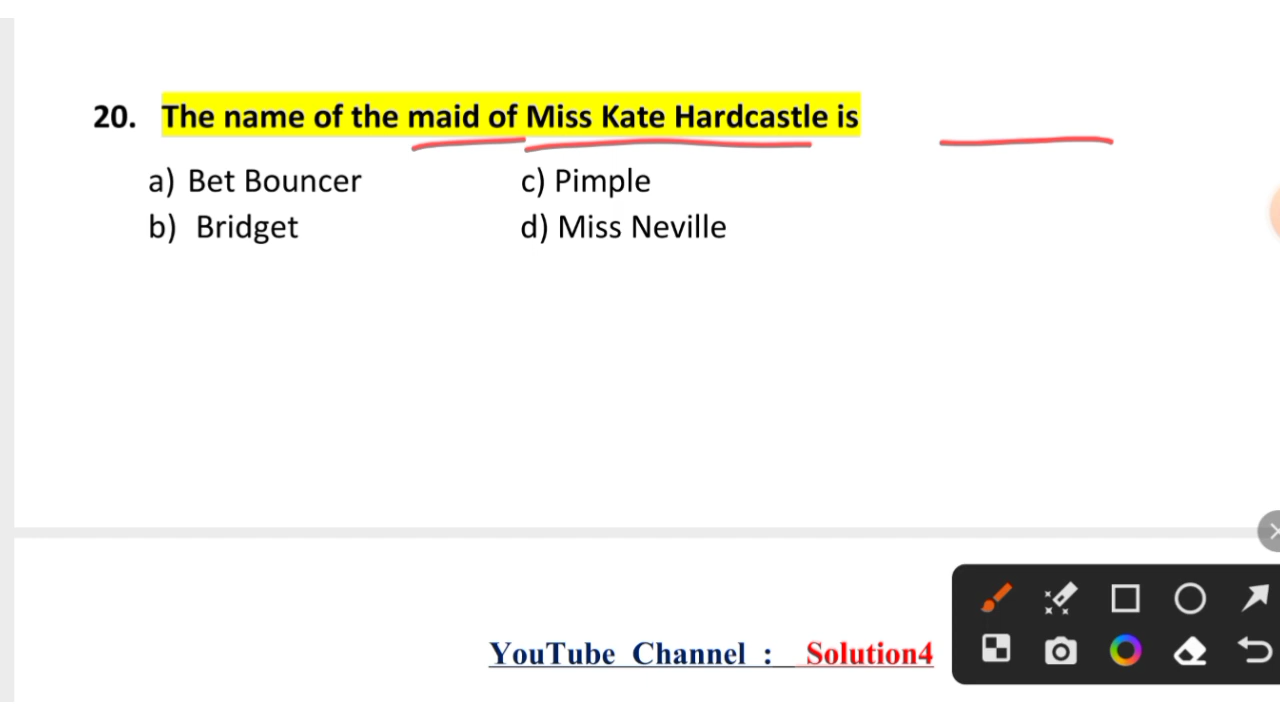 20. The name of the maid of Miss Kate Hardcastle is
a) Bet Bouncer c) Pimple
b) Bridget d) Miss Neville
YouTube Channel : Solution4